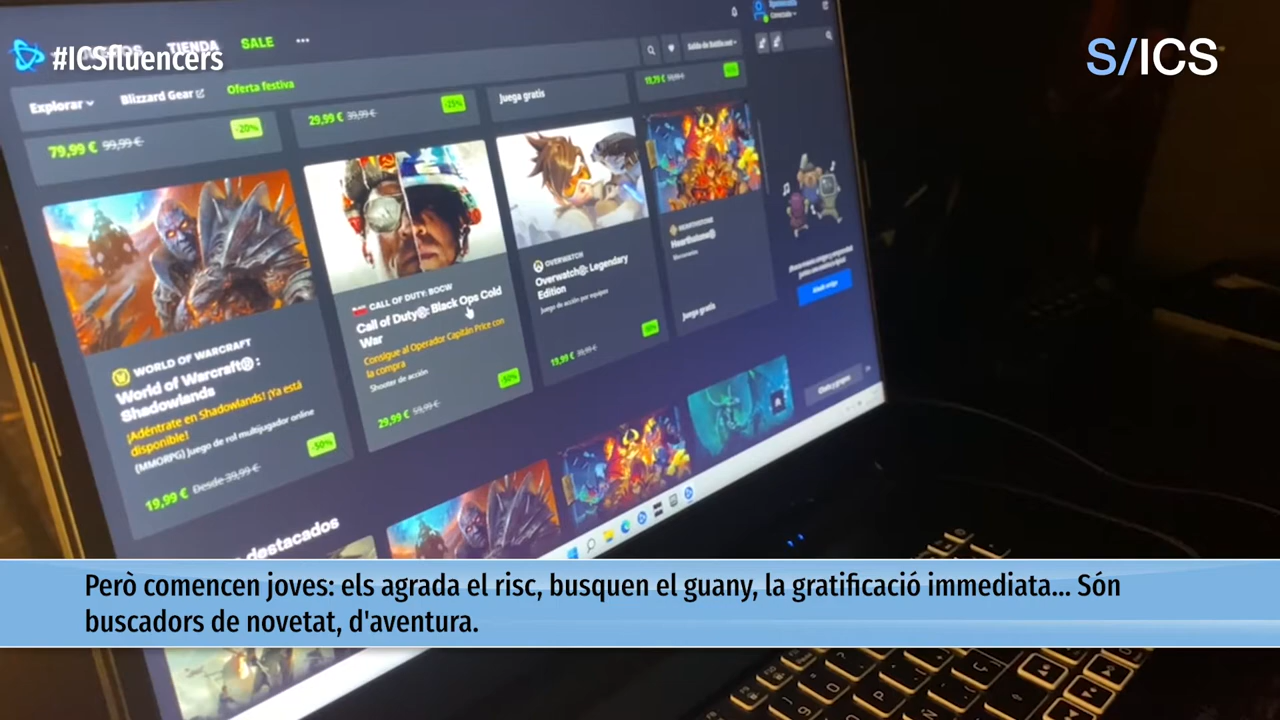 #ICSfluencers
S/ICS
TIENDA
SALE
...
Explorar
Blizzard Gear
Oferta festiva
79,99 € 99,99 €
-20%
29,99 € 39,99 €
-25%
Juega gratis
19,79 €
WORLD OF WARCRAFT
World of Warcraft®:
Shadowlands
¡Adéntrate en Shadowlands! ¡Ya está
disponible!
(MMORPG) Juego de rol multijugador online
-50%
19,99 € Desde 39,99 €
CALL OF DUTY: BOCW
Call of Duty®: Black Ops Cold
War
Consigue al Operador Capitán Price con
la compra
Shooter de acción
-50%
29,99 € 59,99 €
OVERWATCH
Overwatch®: Legendary
Edition
Juego de acción por equipos
-50%
19,99 € 39,99 €
HEARTHSTONE
Hearthstone®
Juega gratis
destacados
Però comencen joves: els agrada el risc, busquen el guany, la gratificació immediata... Són
buscadors de novetat, d'aventura.